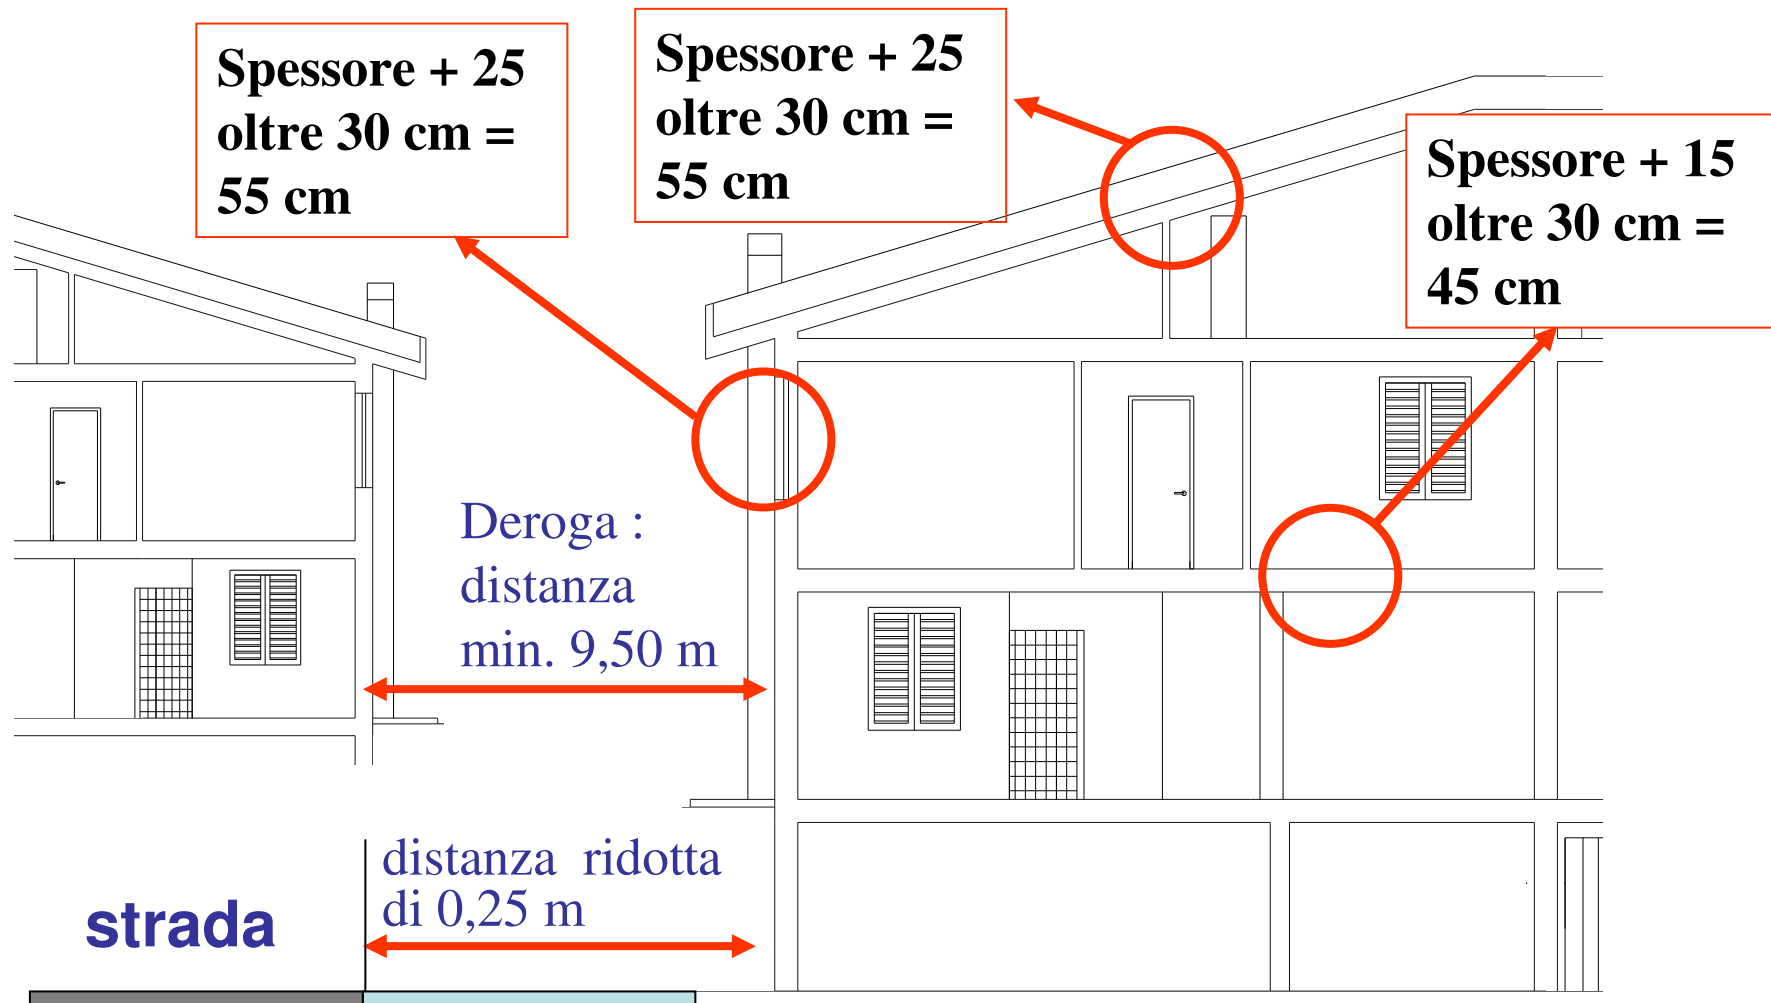 Spessore + 25
oltre 30 cm =
55 cm
Spessore + 25
oltre 30 cm =
55 cm
Spessore + 15
oltre 30 cm =
45 cm
Deroga :
distanza
min. 9,50 m
distanza ridotta
di 0,25 m
strada